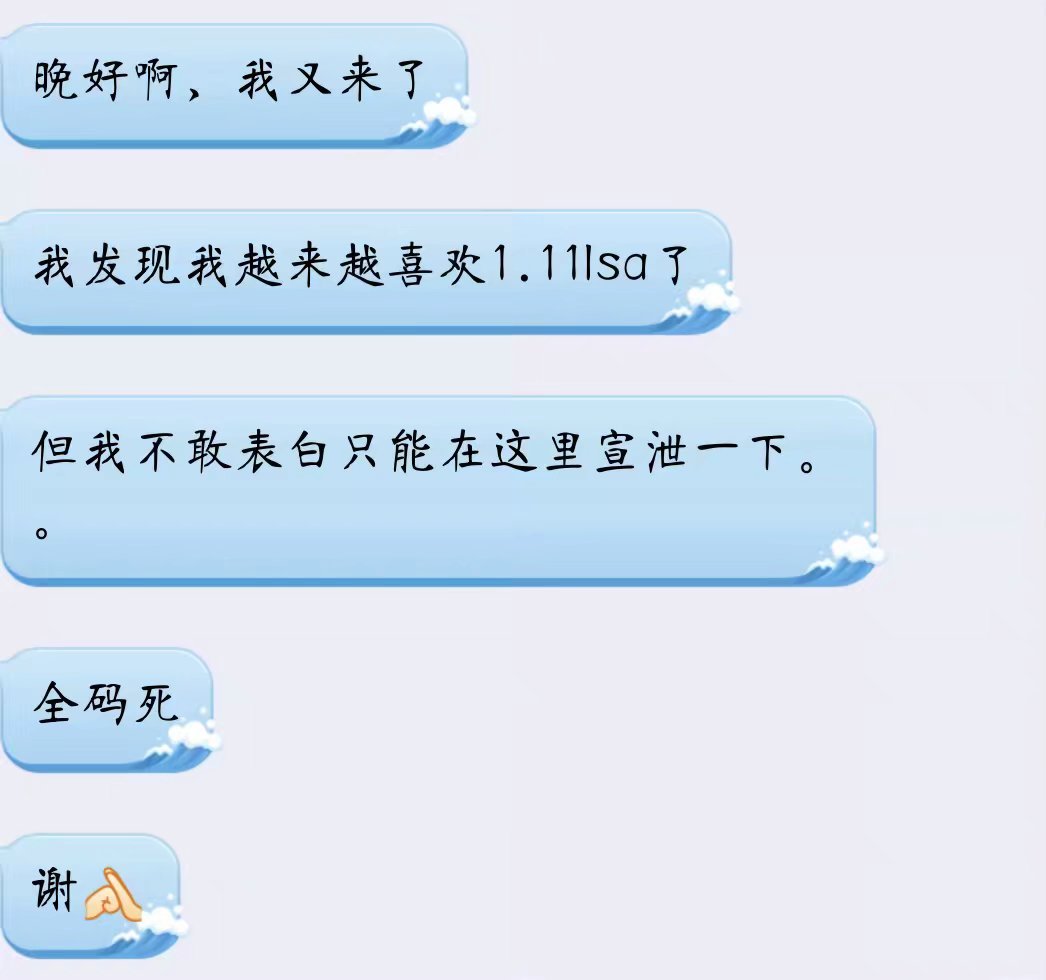 晚好啊、我又来了
我发现我越来越喜欢1.11lsa了
但我不敢表白只能在这里宣泄一下。
。
全码死
谢